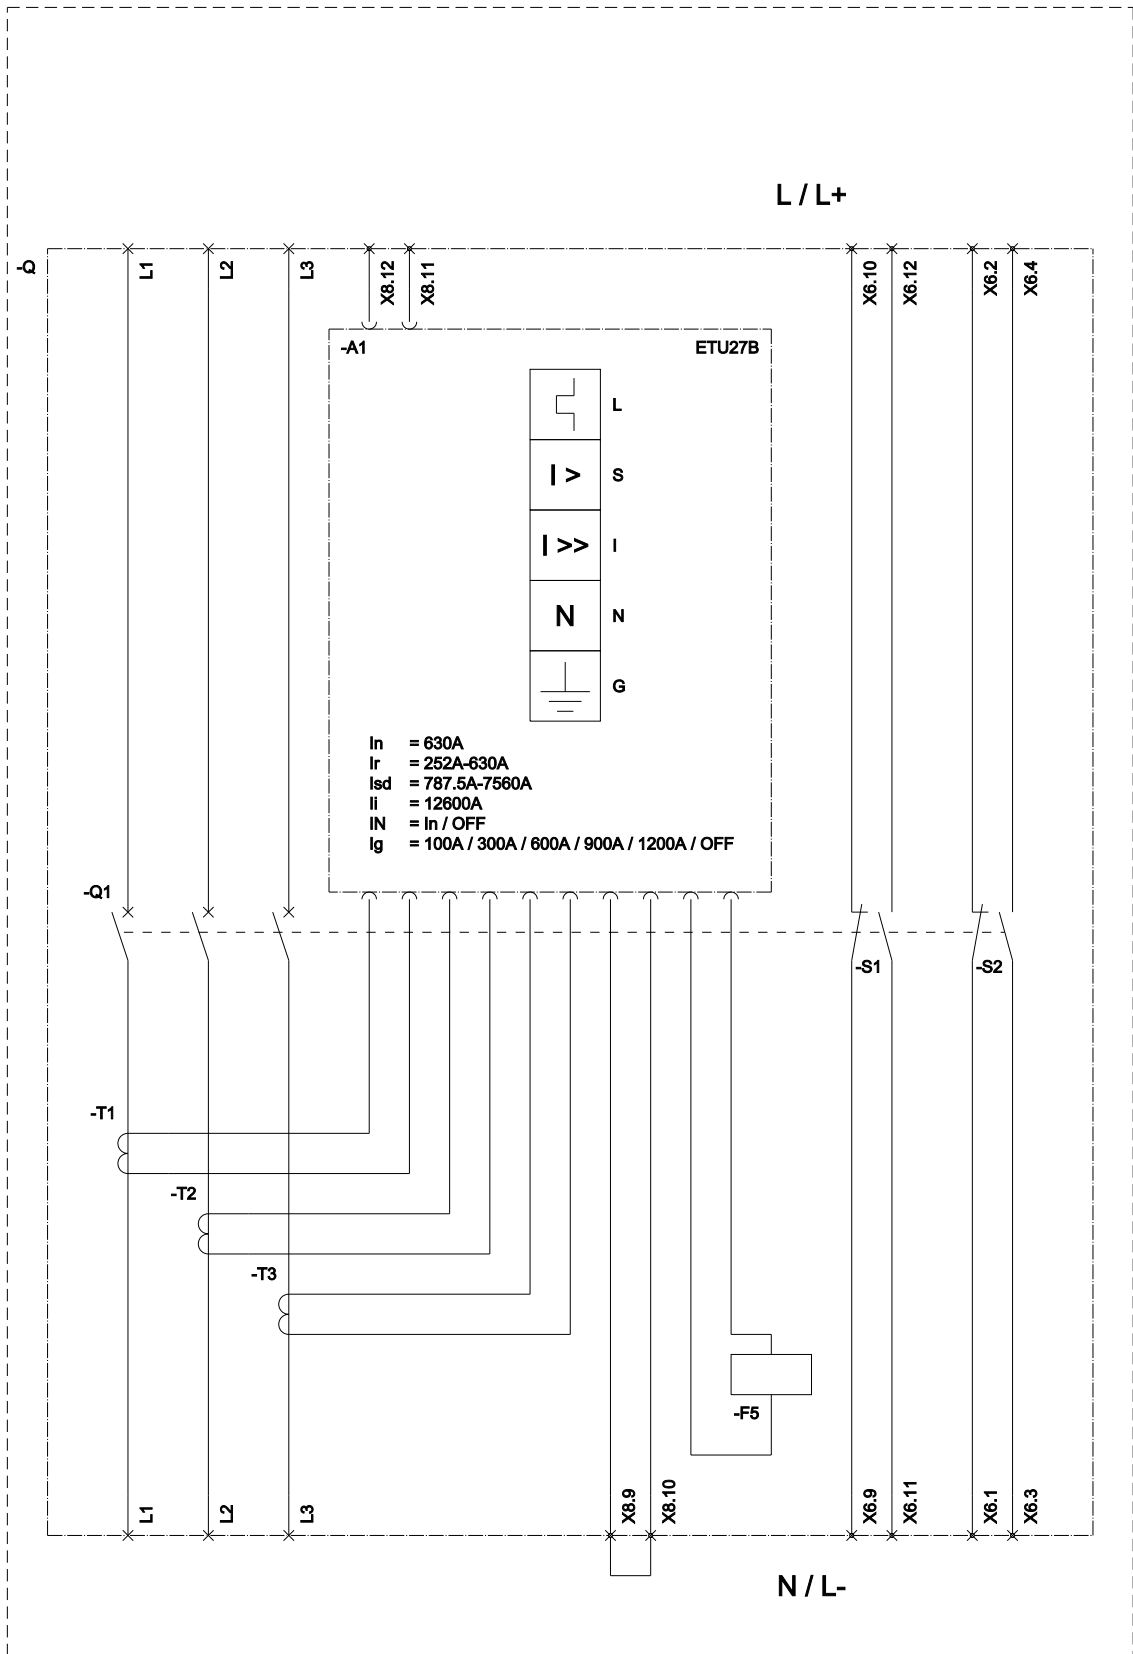 L / L+
-Q
L1
L2
L3
X8.12
X8.11
X6.10
X6.12
X6.2
X6.4
-A1
ETU27B
L
I > S
I >> I
N N
G
In = 630A
Ir = 252A-630A
Isd = 787.5A-7560A
Ii = 12600A
IN = In / OFF
Ig = 100A / 300A / 600A / 900A / 1200A / OFF
-Q1
-S1
-S2
-T1
-T2
-T3
-F5
L1
L2
L3
X8.9
X8.10
X6.9
X6.11
X6.1
X6.3
N / L-